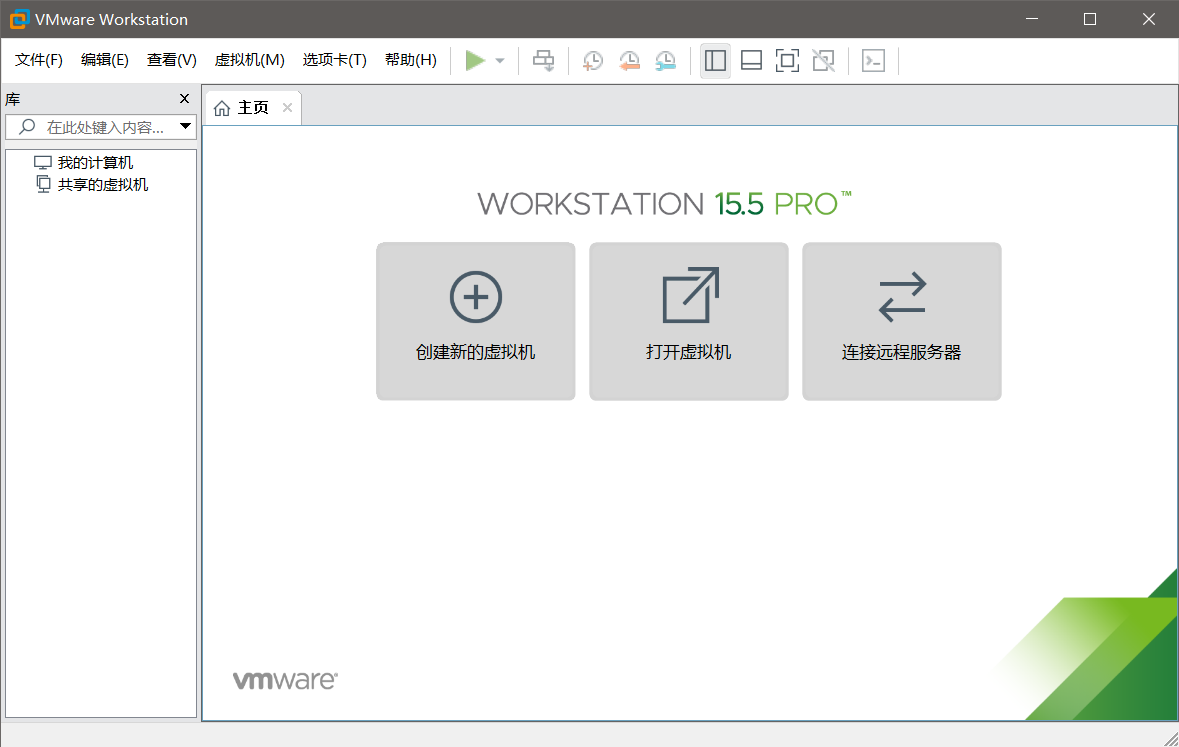 VMware Workstation
文件(F) 编辑(E) 查看(V) 虚拟机(M) 选项卡(T) 帮助(H)
库
主页
在此处键入内容...
我的计算机
共享的虚拟机
WORKSTATION 15.5 PRO™
创建新的虚拟机 打开虚拟机 连接远程服务器
vmware®